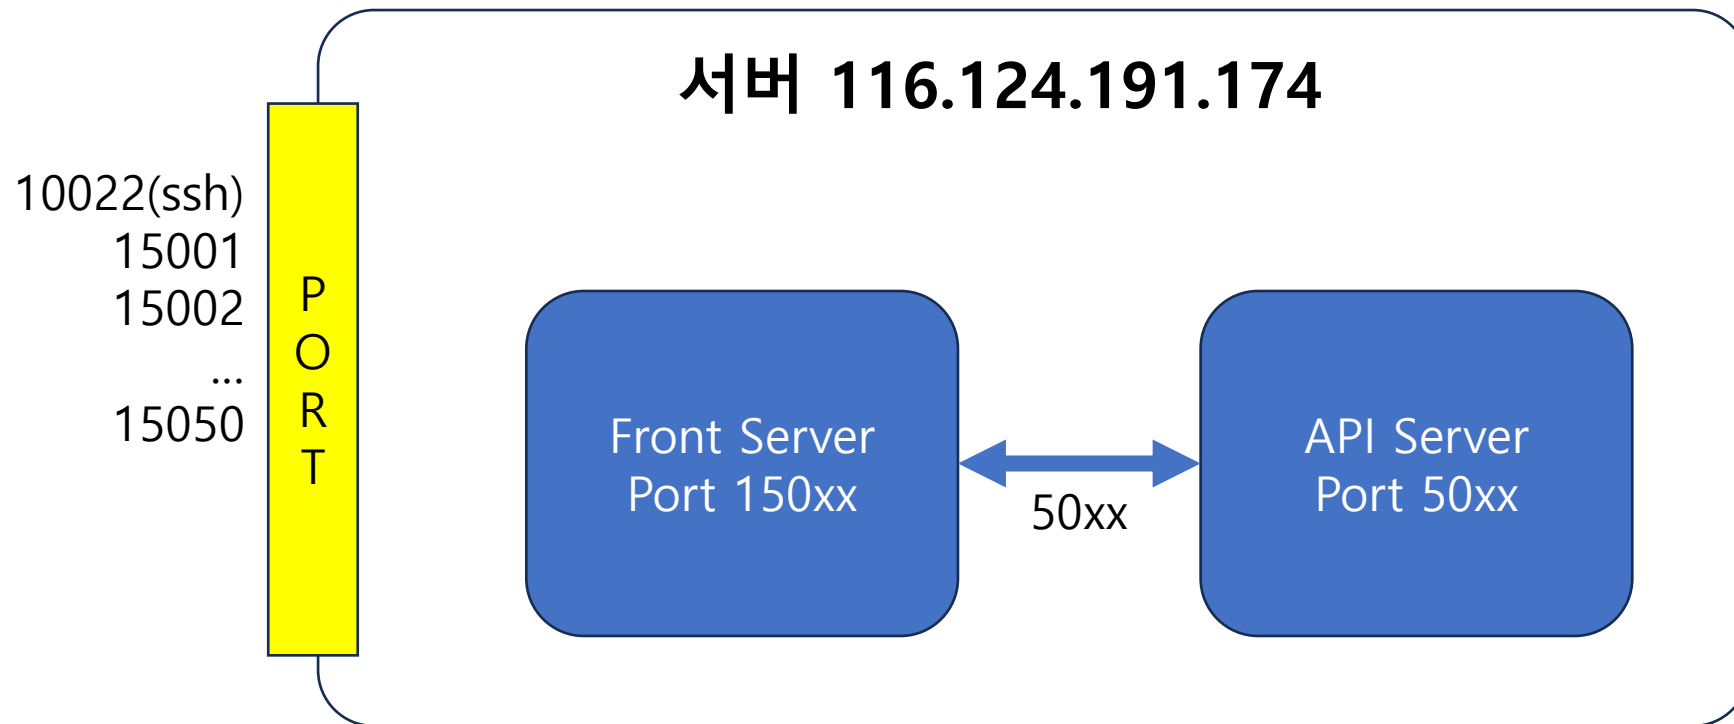 서버 116.124.191.174
10022(ssh)
15001
15002
...
15050
P
O
R
T
Front Server
Port 150xx
50xx
API Server
Port 50xx